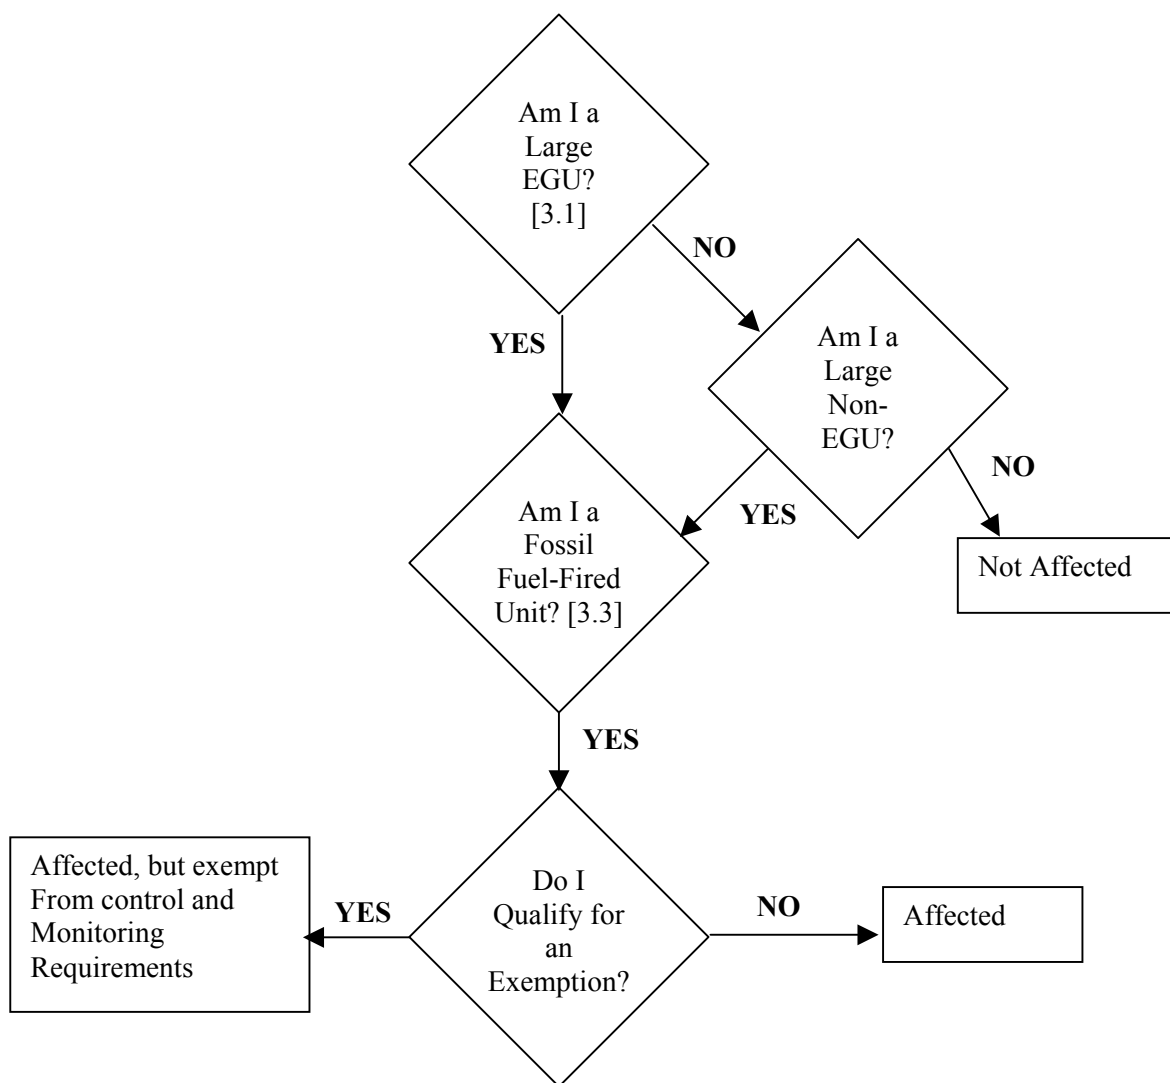 Am I a
Large
EGU?
[3.1]
NO
YES
Am I a
Large
Non-
EGU?
NO
YES
Not Affected
Am I a
Fossil
Fuel-Fired
Unit? [3.3]
YES
Do I
Qualify for
an
Exemption?
YES
Affected, but exempt
From control and
Monitoring
Requirements
NO
Affected